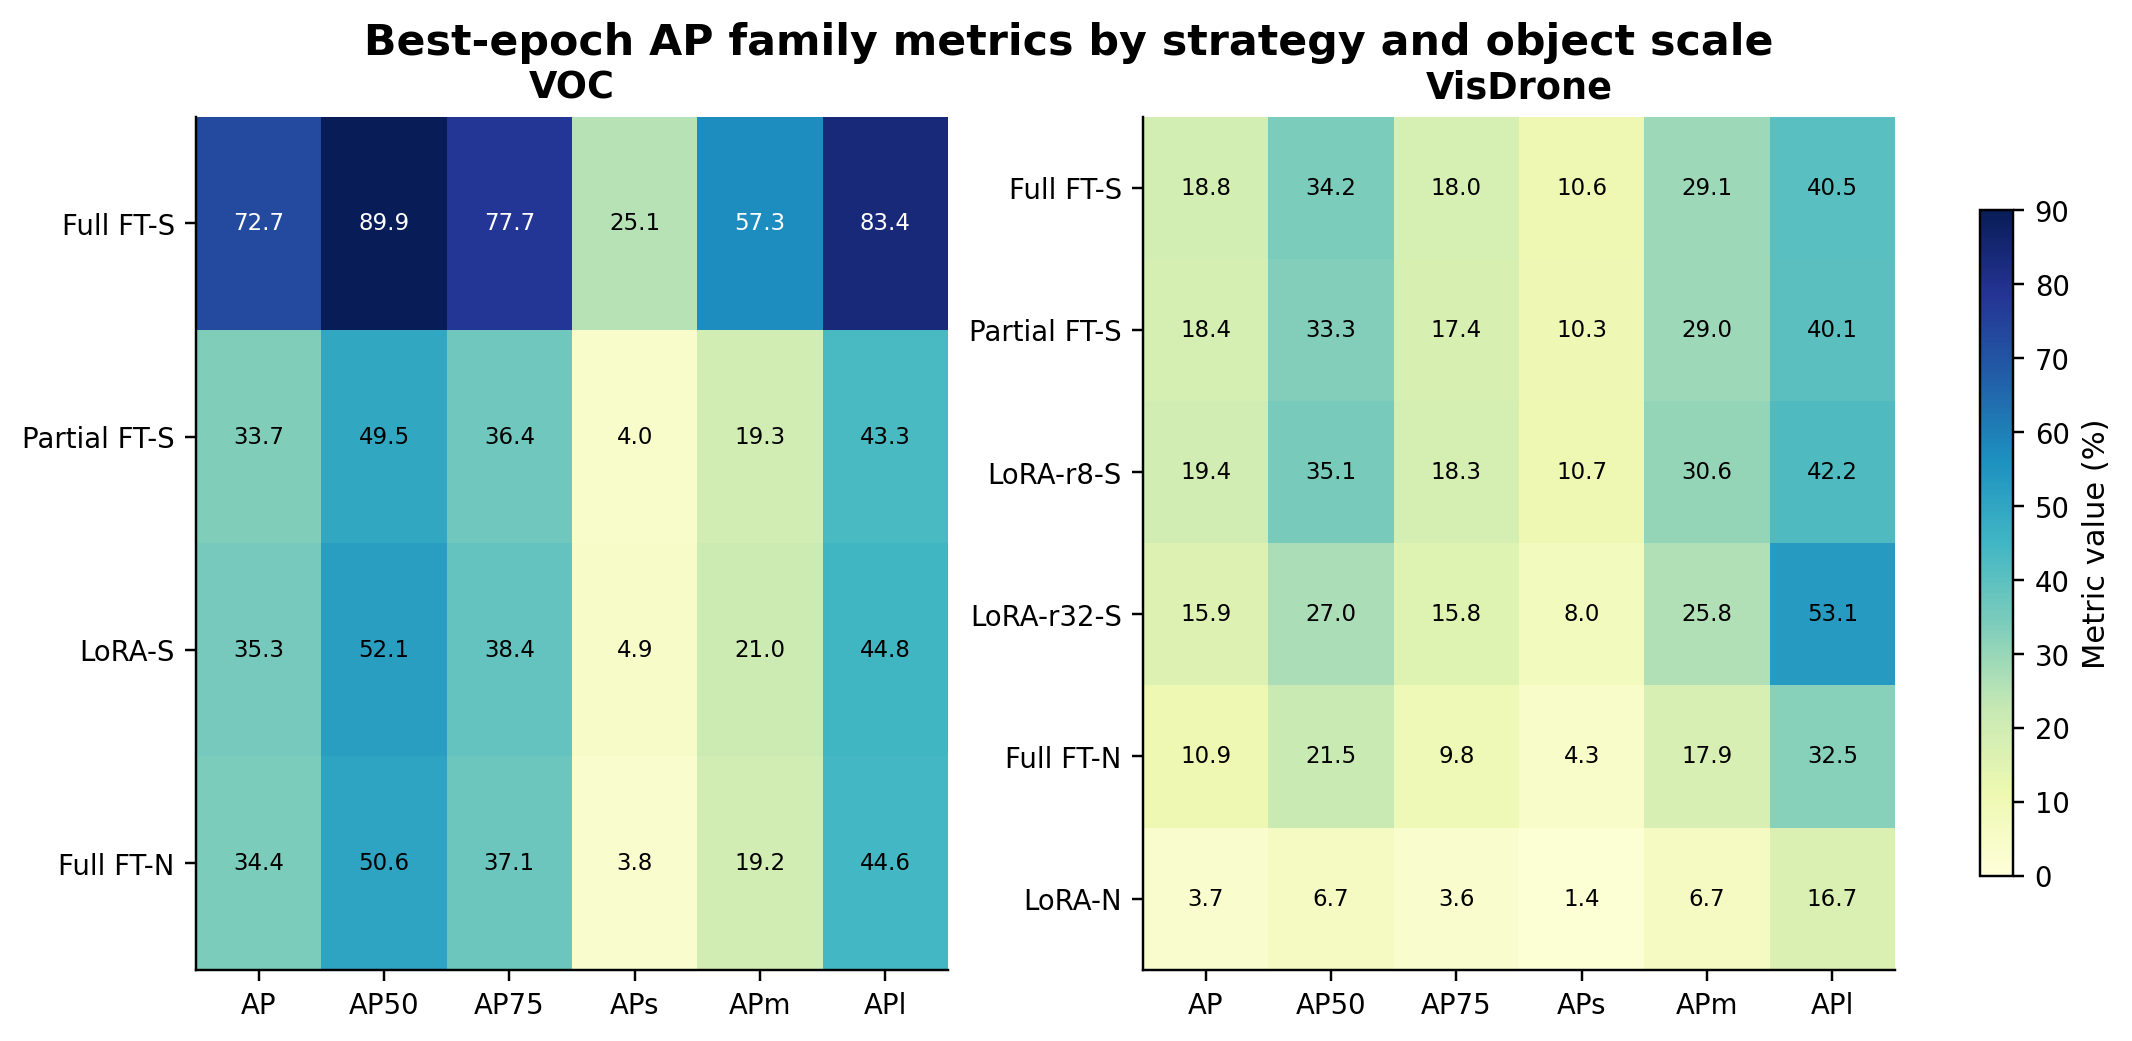 Best-epoch AP family metrics by strategy and object scale
VOC
Full FT-S 72.7 89.9 77.7 25.1 57.3 83.4
Partial FT-S 33.7 49.5 36.4 4.0 19.3 43.3
LoRA-S 35.3 52.1 38.4 4.9 21.0 44.8
Full FT-N 34.4 50.6 37.1 3.8 19.2 44.6
AP AP50 AP75 APs APm APl
VisDrone
Full FT-S 18.8 34.2 18.0 10.6 29.1 40.5
Partial FT-S 18.4 33.3 17.4 10.3 29.0 40.1
LoRA-r8-S 19.4 35.1 18.3 10.7 30.6 42.2
LoRA-r32-S 15.9 27.0 15.8 8.0 25.8 53.1
Full FT-N 10.9 21.5 9.8 4.3 17.9 32.5
LoRA-N 3.7 6.7 3.6 1.4 6.7 16.7
AP AP50 AP75 APs APm APl
90
80
70
60
50
40
30
20
10
0
Metric value (%)